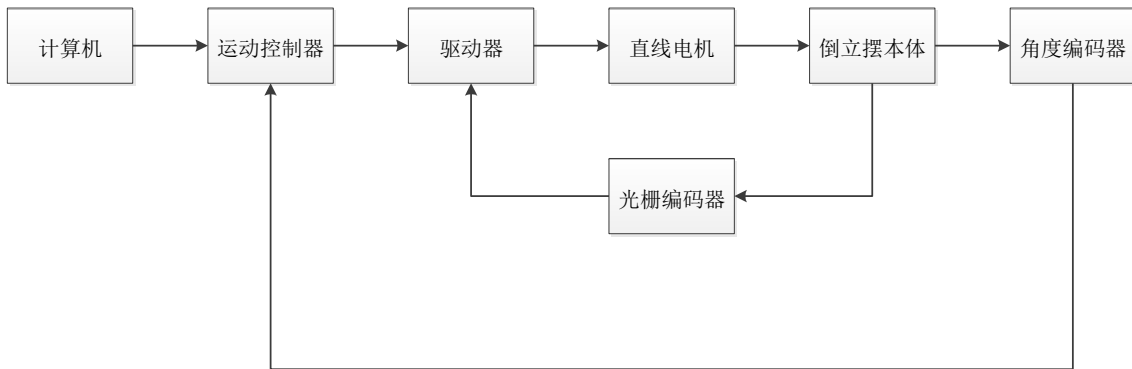 计算机
运动控制器
驱动器
直线电机
倒立摆本体
角度编码器
光栅编码器